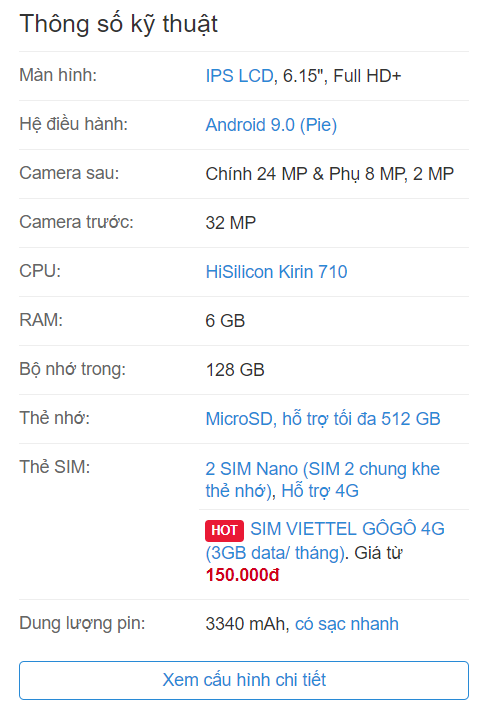 Thông số kỹ thuật
Màn hình: IPS LCD, 6.15", Full HD+
Hệ điều hành: Android 9.0 (Pie)
Camera sau: Chính 24 MP & Phụ 8 MP, 2 MP
Camera trước: 32 MP
CPU: HiSilicon Kirin 710
RAM: 6 GB
Bộ nhớ trong: 128 GB
Thẻ nhớ: MicroSD, hỗ trợ tối đa 512 GB
Thẻ SIM: 2 SIM Nano (SIM 2 chung khe
thẻ nhớ), Hỗ trợ 4G
HOT SIM VIETTEL GÔGÔ 4G
(3GB data/ tháng). Giá từ
150.000đ
Dung lượng pin: 3340 mAh, có sạc nhanh
Xem cấu hình chi tiết